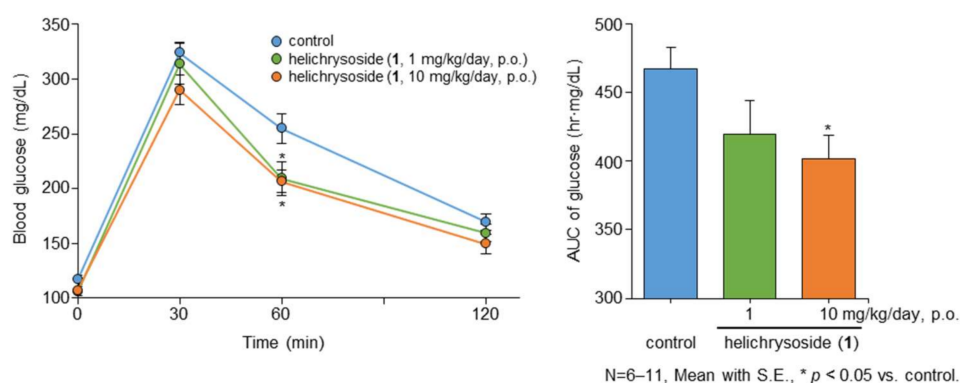 350
300
250
200
150
100
Blood glucose (mg/dL)
control
helichrysoside (1, 1 mg/kg/day, p.o.)
helichrysoside (1, 10 mg/kg/day, p.o.)
*
*
0
30
60
120
Time (min)
500
450
400
350
300
AUC of glucose (hr-mg/dL)
*
1
10 mg/kg/day, p.o.
control
helichrysoside (1)
N=6–11, Mean with S.E., * p < 0.05 vs. control.